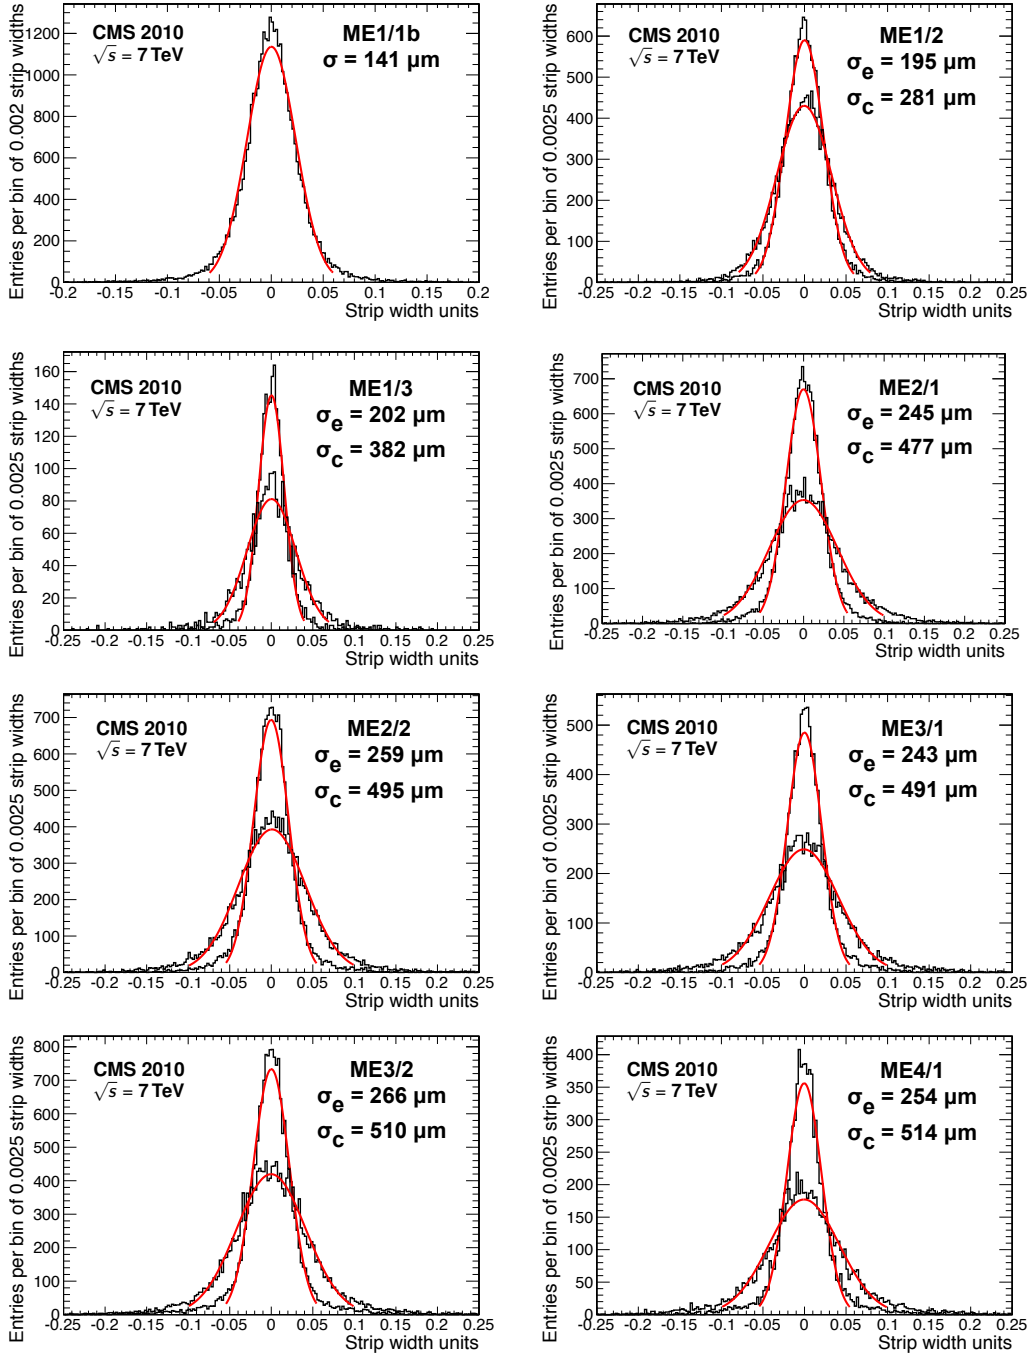 Entries per bin of 0.002 strip widths
CMS 2010
√s = 7 TeV
ME1/1b
σ = 141 μm
1200
1000
800
600
400
200
0
-0.2 -0.15 -0.1 -0.05 0 0.05 0.1 0.15 0.2
Strip width units
Entries per bin of 0.0025 strip widths
CMS 2010
√s = 7 TeV
ME1/2
σe = 195 μm
σc = 281 μm
600
500
400
300
200
100
0
-0.25 -0.2 -0.15 -0.1 -0.05 0 0.05 0.1 0.15 0.2 0.25
Strip width units
Entries per bin of 0.0025 strip widths
CMS 2010
√s = 7 TeV
ME1/3
σe = 202 μm
σc = 382 μm
160
140
120
100
80
60
40
20
0
-0.25 -0.2 -0.15 -0.1 -0.05 0 0.05 0.1 0.15 0.2 0.25
Strip width units
Entries per bin of 0.0025 strip widths
CMS 2010
√s = 7 TeV
ME2/1
σe = 245 μm
σc = 477 μm
700
600
500
400
300
200
100
0
-0.25 -0.2 -0.15 -0.1 -0.05 0 0.05 0.1 0.15 0.2 0.25
Strip width units
Entries per bin of 0.0025 strip widths
CMS 2010
√s = 7 TeV
ME2/2
σe = 259 μm
σc = 495 μm
700
600
500
400
300
200
100
0
-0.25 -0.2 -0.15 -0.1 -0.05 0 0.05 0.1 0.15 0.2 0.25
Strip width units
Entries per bin of 0.0025 strip widths
CMS 2010
√s = 7 TeV
ME3/1
σe = 243 μm
σc = 491 μm
500
400
300
200
100
0
-0.25 -0.2 -0.15 -0.1 -0.05 0 0.05 0.1 0.15 0.2 0.25
Strip width units
Entries per bin of 0.0025 strip widths
CMS 2010
√s = 7 TeV
ME3/2
σe = 266 μm
σc = 510 μm
800
700
600
500
400
300
200
100
0
-0.25 -0.2 -0.15 -0.1 -0.05 0 0.05 0.1 0.15 0.2 0.25
Strip width units
Entries per bin of 0.0025 strip widths
CMS 2010
√s = 7 TeV
ME4/1
σe = 254 μm
σc = 514 μm
400
350
300
250
200
150
100
50
0
-0.25 -0.2 -0.15 -0.1 -0.05 0 0.05 0.1 0.15 0.2 0.25
Strip width units